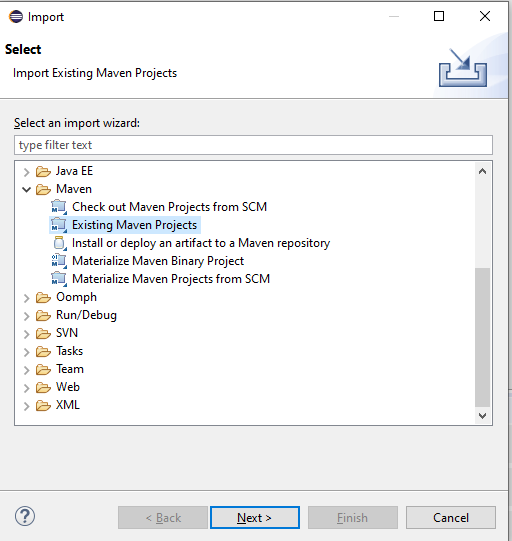 Import
Select
Import Existing Maven Projects
Select an import wizard:
type filter text
Java EE
Maven
Check out Maven Projects from SCM
Existing Maven Projects
Install or deploy an artifact to a Maven repository
Materialize Maven Binary Project
Materialize Maven Projects from SCM
Oomph
Run/Debug
SVN
Tasks
Team
Web
XML
? < Back Next > Finish Cancel